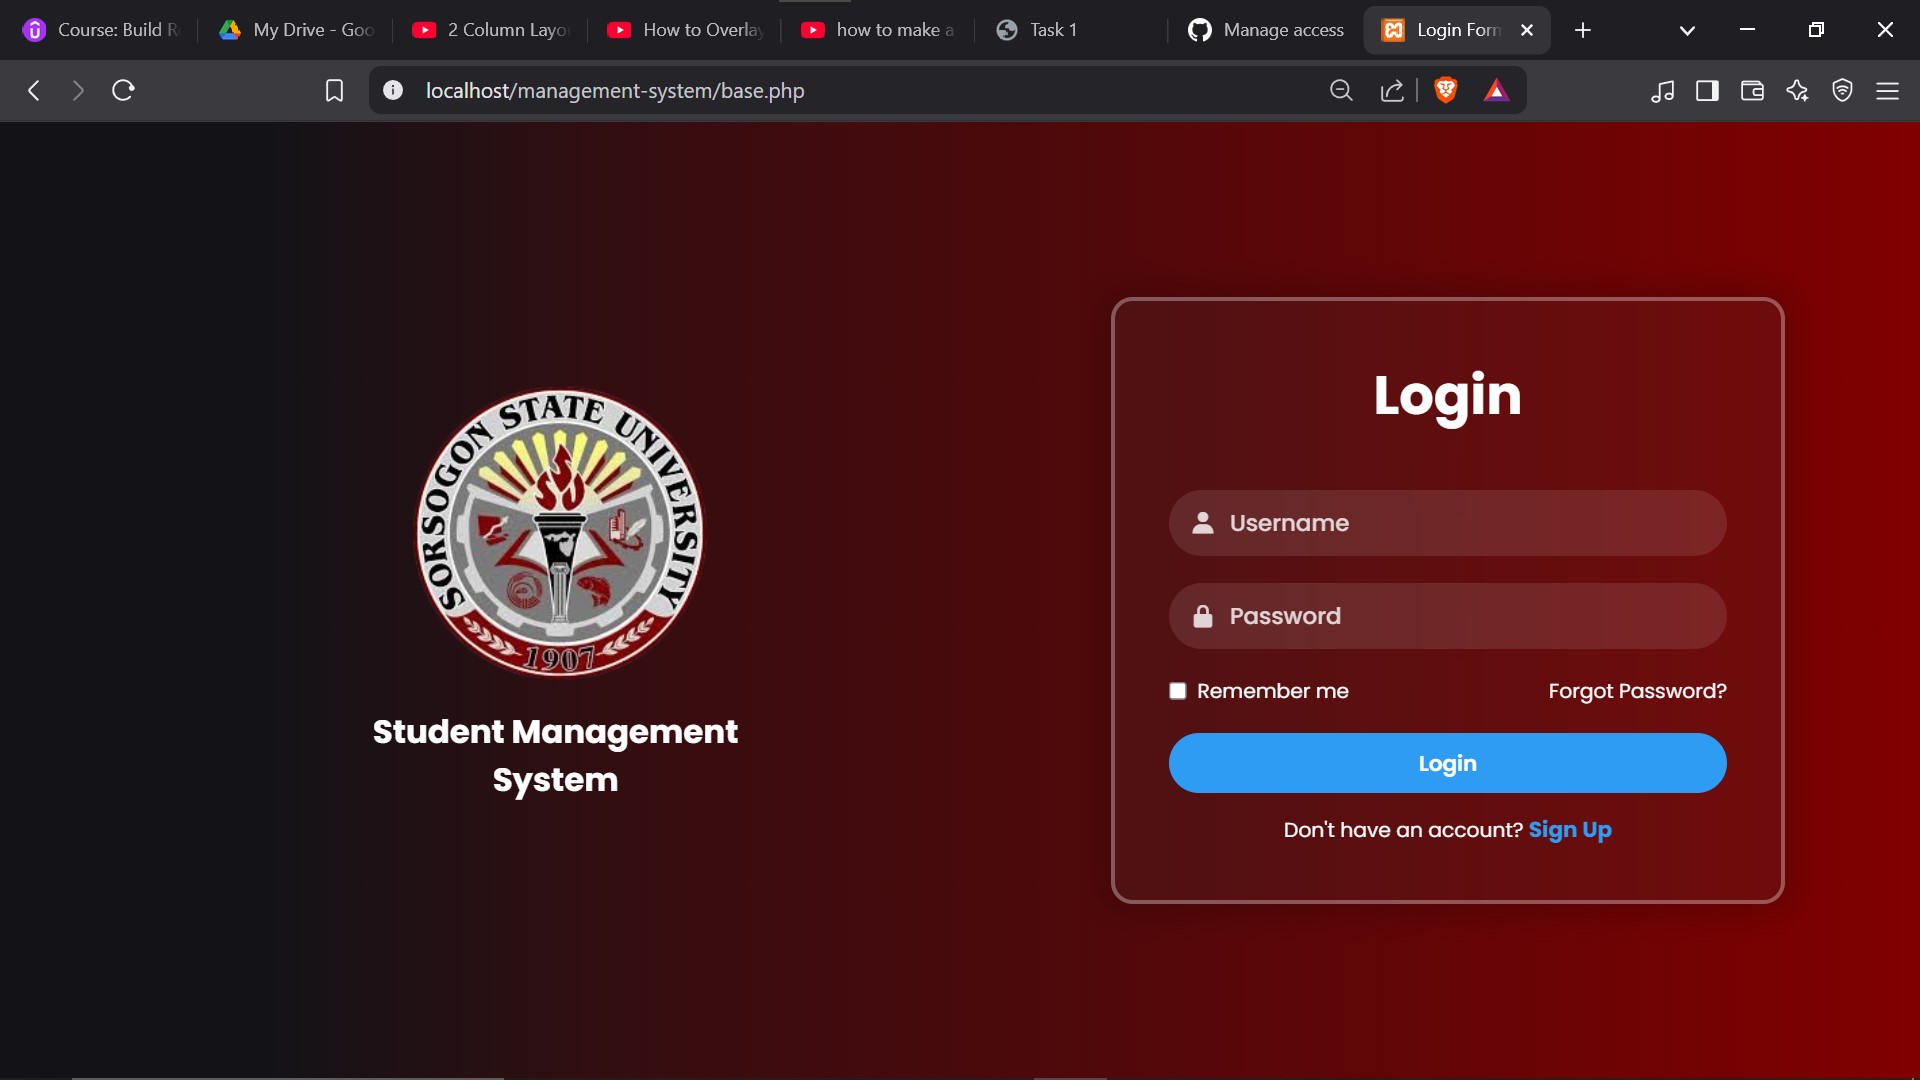 Course: Build R
My Drive - Goo
2 Column Layo
How to Overlay
how to make a
Task 1
Manage access
Login Form
localhost/management-system/base.php
SORSOGON STATE UNIVERSITY
1907
Student Management
System
Login
Username
Password
Remember me
Forgot Password?
Login
Don't have an account? Sign Up